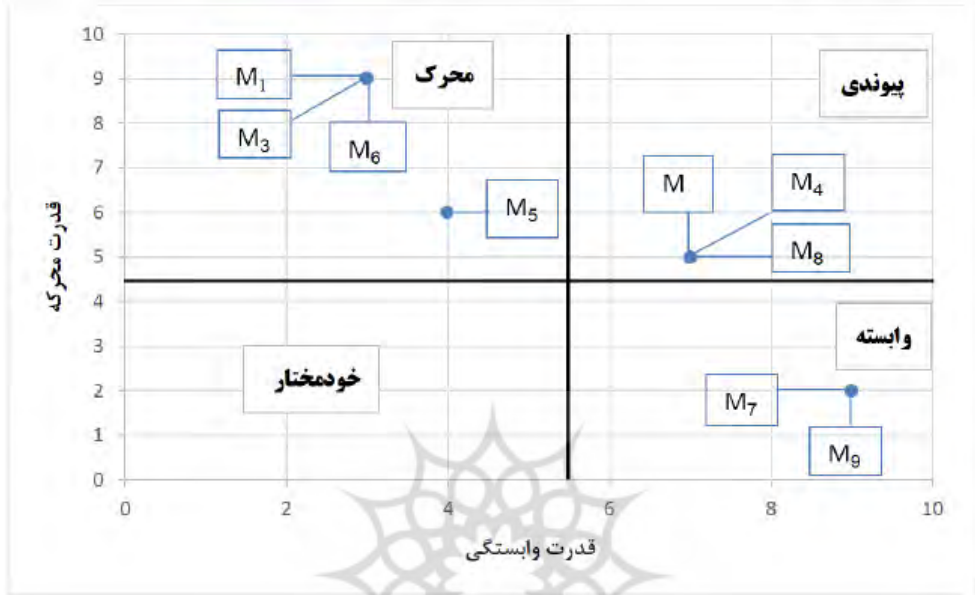 10
9
8
7
6
5
4
3
2
1
0
0
2
4
6
8
10
قدرت محرکه
قدرت وابستگی
محرک
پیوندی
خودمختار
وابسته
M₁
M₃
M₆
M₅
M
M₄
M₈
M₇
M₉